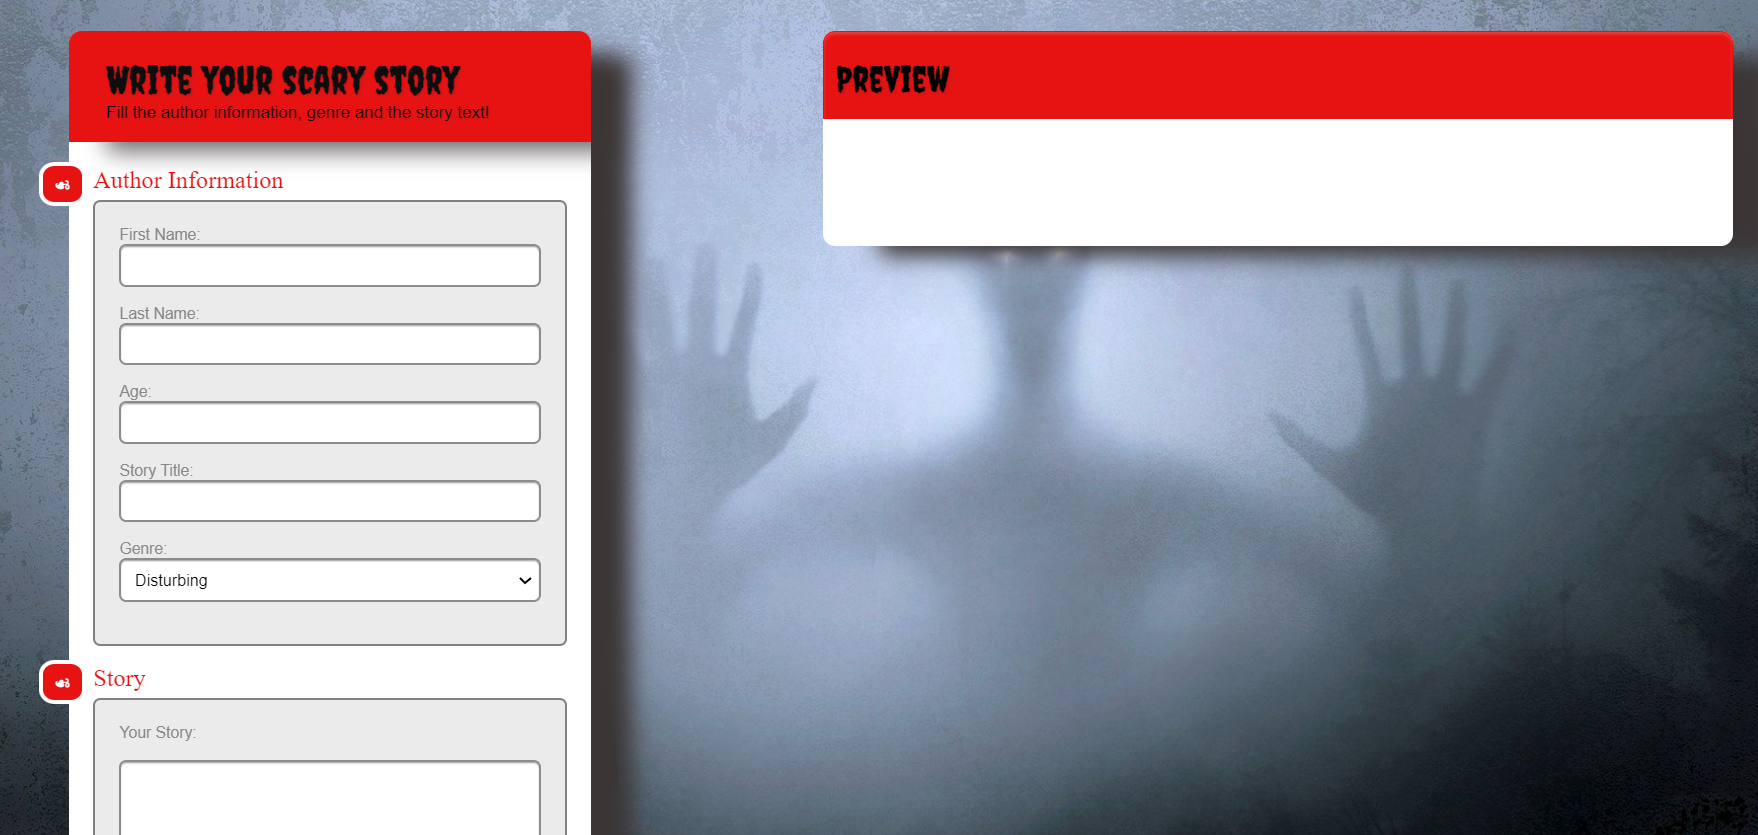 WRITE YOUR SCARY STORY
Fill the author information, genre and the story text!
Author Information
First Name:
Last Name:
Age:
Story Title:
Genre:
Disturbing
Story
Your Story:
PREVIEW